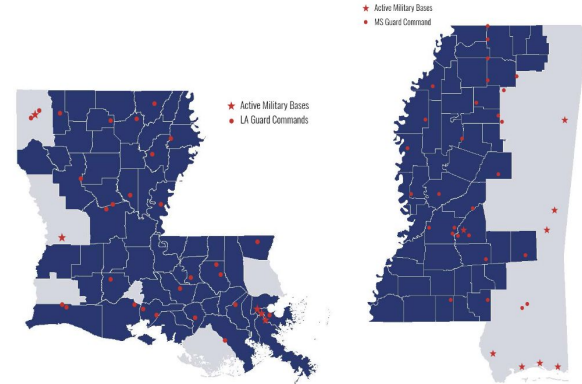 Active Military Bases
LA Guard Commands
Active Military Bases
MS Guard Command